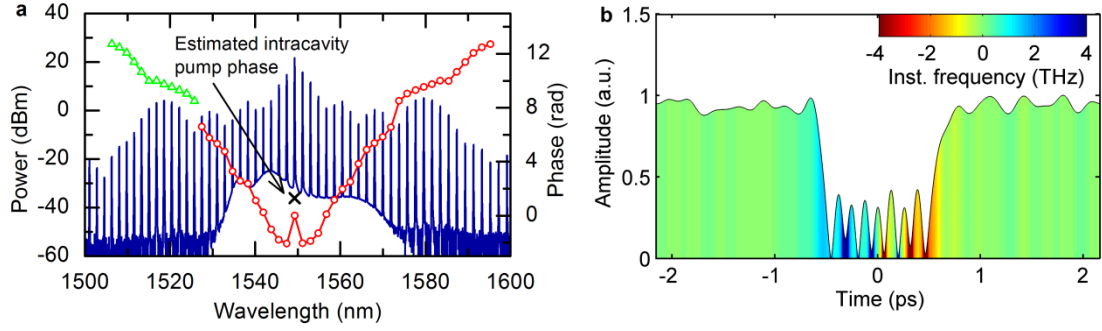 a
40
20
0
-20
-40
-60
Power (dBm)
Estimated intracavity
pump phase
12
8
4
0
Phase (rad)
1500 1520 1540 1560 1580 1600
Wavelength (nm)
b
1.5
1
0.5
0
Amplitude (a.u.)
-4 -2 0 2 4
Inst. frequency (THz)
-2 -1 0 1 2
Time (ps)